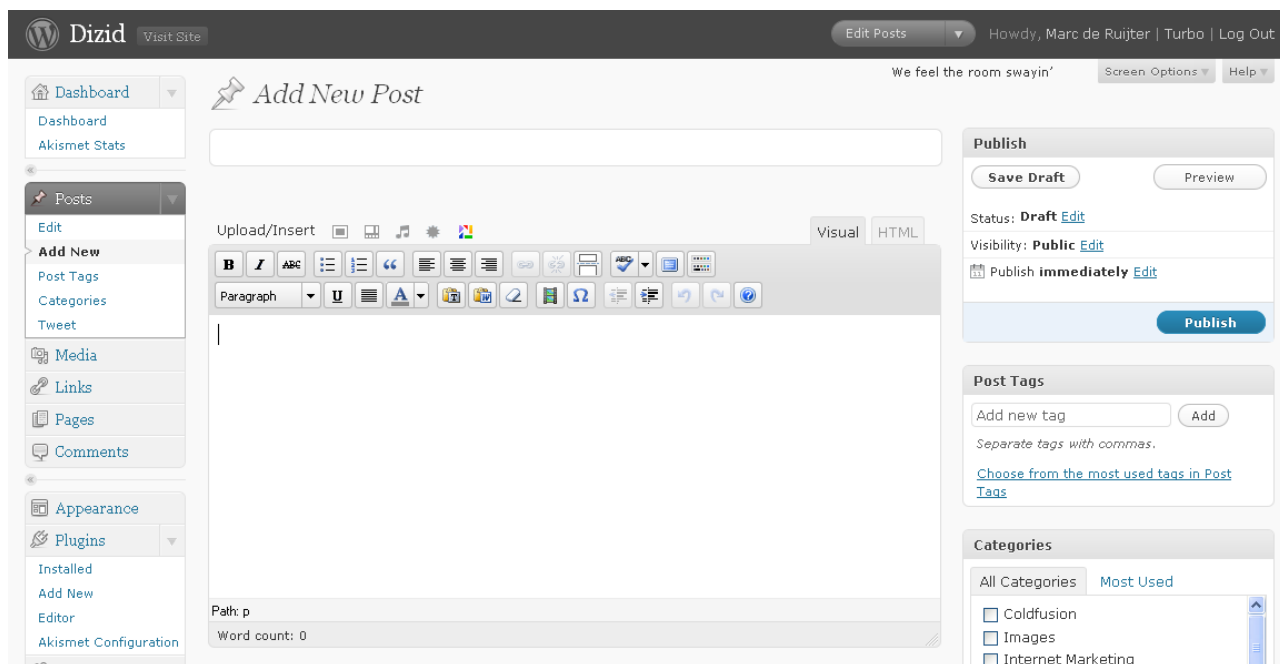 Dizid Visit Site
Edit Posts
Howdy, Marc de Ruijter | Turbo | Log Out
We feel the room swayin’
Screen Options
Help
Dashboard
Dashboard
Akismet Stats
Posts
Edit
Add New
Post Tags
Categories
Tweet
Media
Links
Pages
Comments
Appearance
Plugins
Installed
Add New
Editor
Akismet Configuration
Add New Post
Upload/Insert
Visual
HTML
B I ABC ABC
Paragraph U A T W Ω
Path: p
Word count: 0
Publish
Save Draft
Preview
Status: Draft Edit
Visibility: Public Edit
Publish immediately Edit
Publish
Post Tags
Add new tag
Add
Separate tags with commas.
Choose from the most used tags in Post
Tags
Categories
All Categories
Most Used
Coldfusion
Images
Internet Marketing